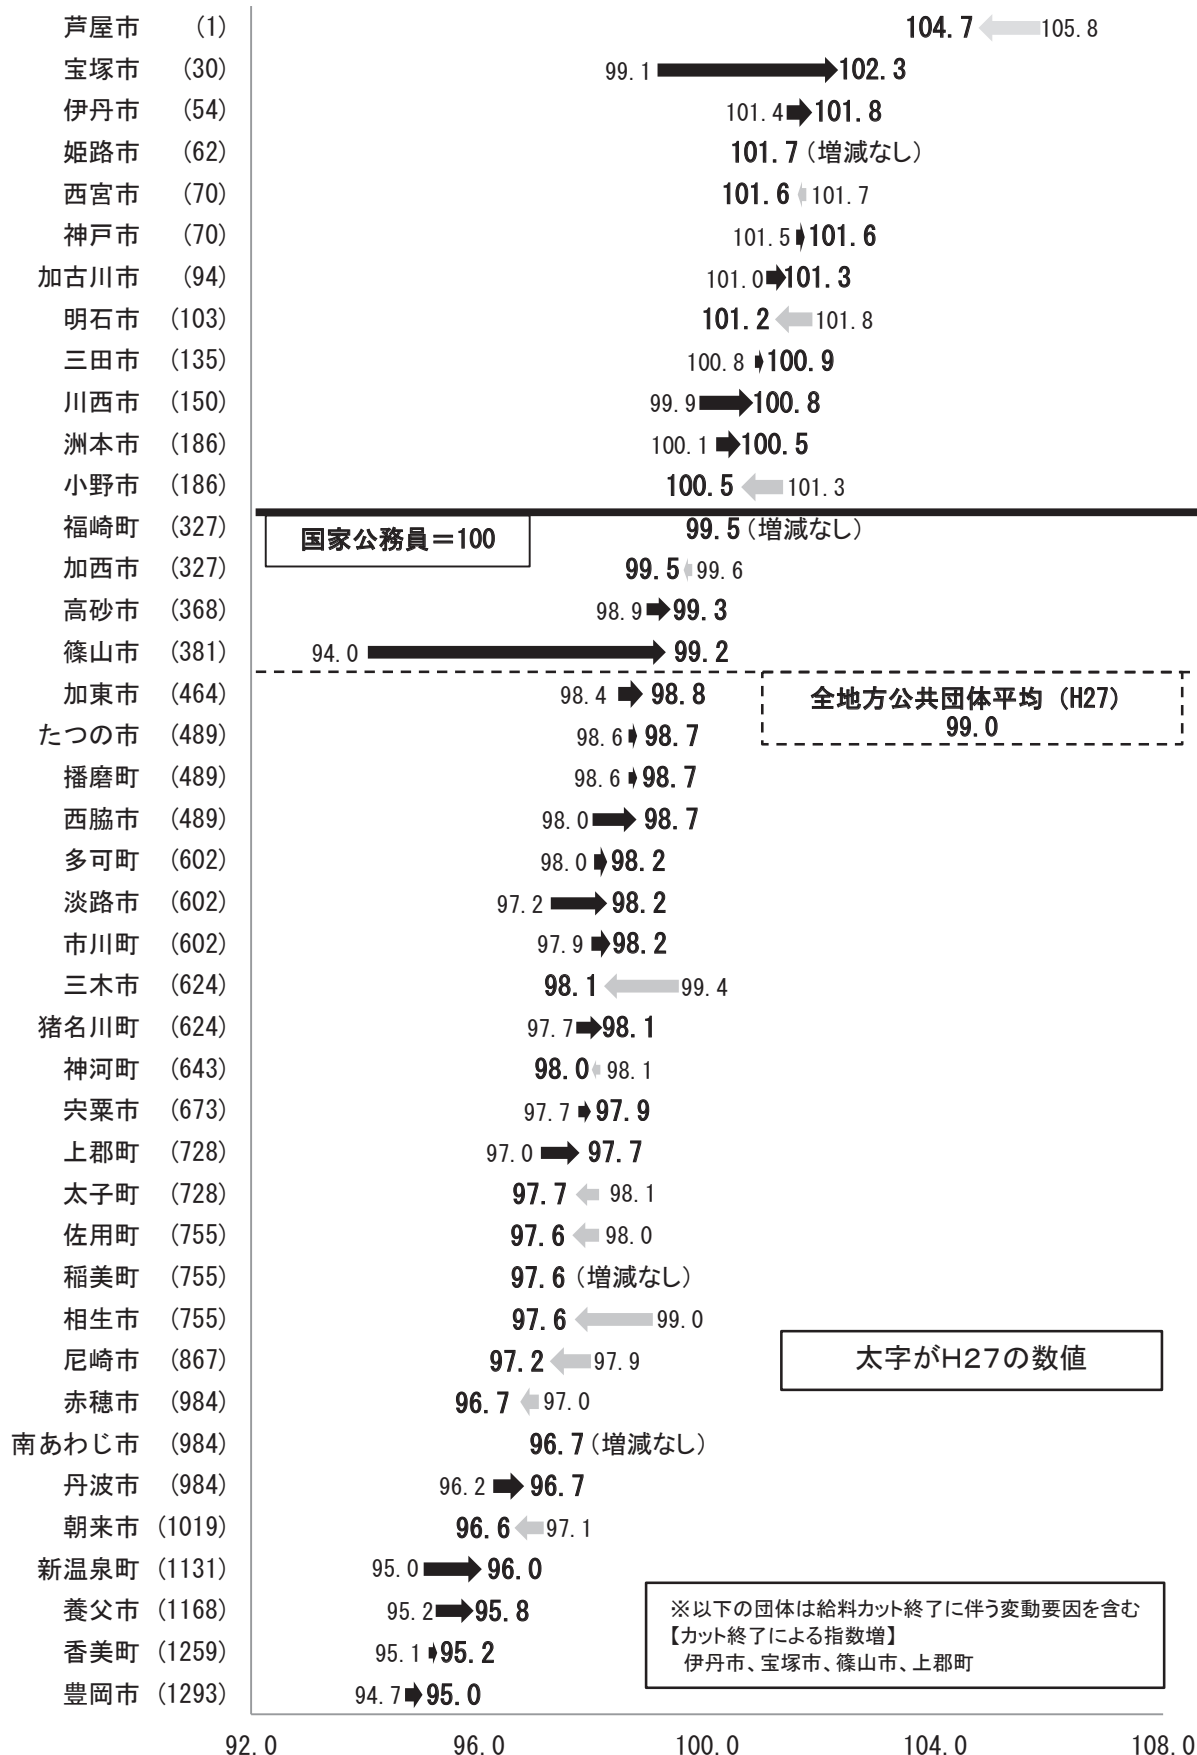 芦屋市 (1) 104.7 105.8
宝塚市 (30) 99.1 102.3
伊丹市 (54) 101.4 101.8
姫路市 (62) 101.7（増減なし）
西宮市 (70) 101.6 101.7
神戸市 (70) 101.5 101.6
加古川市 (94) 101.0 101.3
明石市 (103) 101.2 101.8
三田市 (135) 100.8 100.9
川西市 (150) 99.9 100.8
洲本市 (186) 100.1 100.5
小野市 (186) 100.5 101.3
福崎町 (327) 99.5（増減なし）
国家公務員＝100
加西市 (327) 99.5 99.6
高砂市 (368) 98.9 99.3
篠山市 (381) 94.0 99.2
加東市 (464) 98.4 98.8
全地方公共団体平均（H27）
99.0
たつの市 (489) 98.6 98.7
播磨町 (489) 98.6 98.7
西脇市 (489) 98.0 98.7
多可町 (602) 98.0 98.2
淡路市 (602) 97.2 98.2
市川町 (602) 97.9 98.2
三木市 (624) 98.1 99.4
猪名川町 (624) 97.7 98.1
神河町 (643) 98.0 98.1
宍粟市 (673) 97.7 97.9
上郡町 (728) 97.0 97.7
太子町 (728) 97.7 98.1
佐用町 (755) 97.6 98.0
稲美町 (755) 97.6（増減なし）
相生市 (755) 97.6 99.0
尼崎市 (867) 97.2 97.9
太字がＨ２７の数値
赤穂市 (984) 96.7 97.0
南あわじ市 (984) 96.7（増減なし）
丹波市 (984) 96.2 96.7
朝来市 (1019) 96.6 97.1
新温泉町 (1131) 95.0 96.0
養父市 (1168) 95.2 95.8
香美町 (1259) 95.1 95.2
豊岡市 (1293) 94.7 95.0
※以下の団体は給料カット終了に伴う変動要因を含む
【カット終了による指数増】
伊丹市、宝塚市、篠山市、上郡町
92.0 96.0 100.0 104.0 108.0